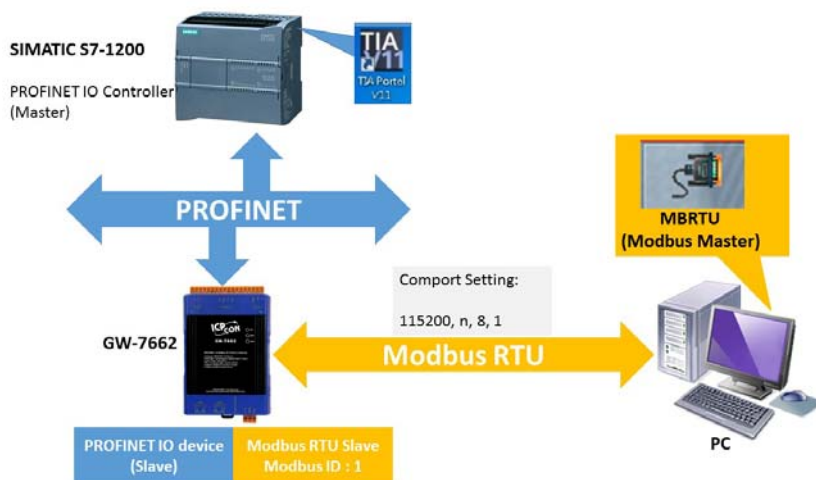 SIMATIC S7-1200
PROFINET IO Controller
(Master)
TIA
V11
TIA Portal
V11
PROFINET
MBRTU
(Modbus Master)
Comport Setting:
115200, n, 8, 1
GW-7662
ICP CON
GW-7662
Modbus RTU
PROFINET IO device
(Slave)
Modbus RTU Slave
Modbus ID : 1
PC